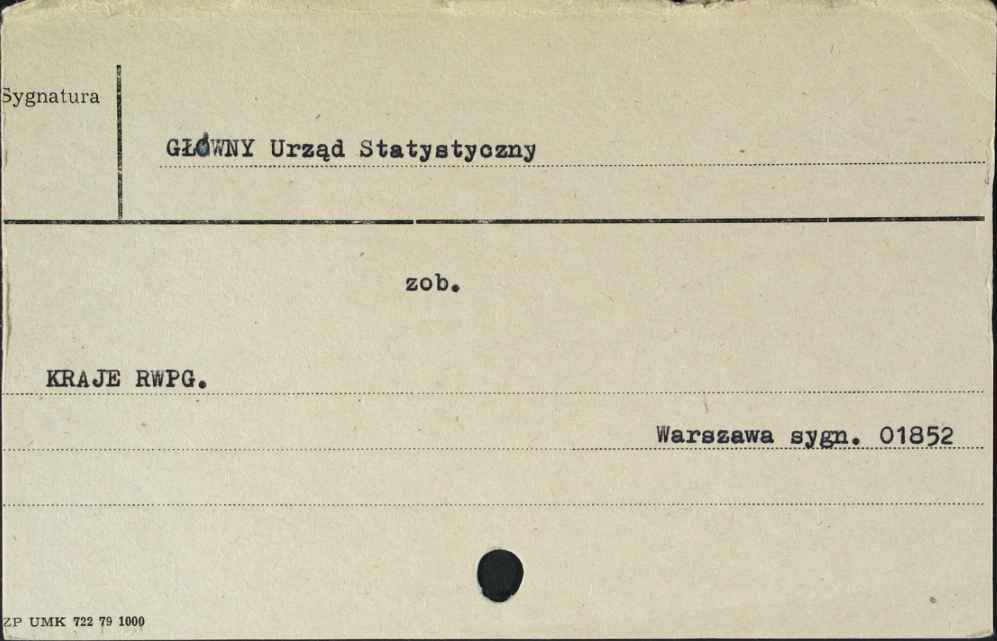 Sygnatura
GŁÓWNY Urząd Statystyczny
zob.
KRAJE RWPG.
Warszawa sygn. 01852
ZP UMK 722 79 1000